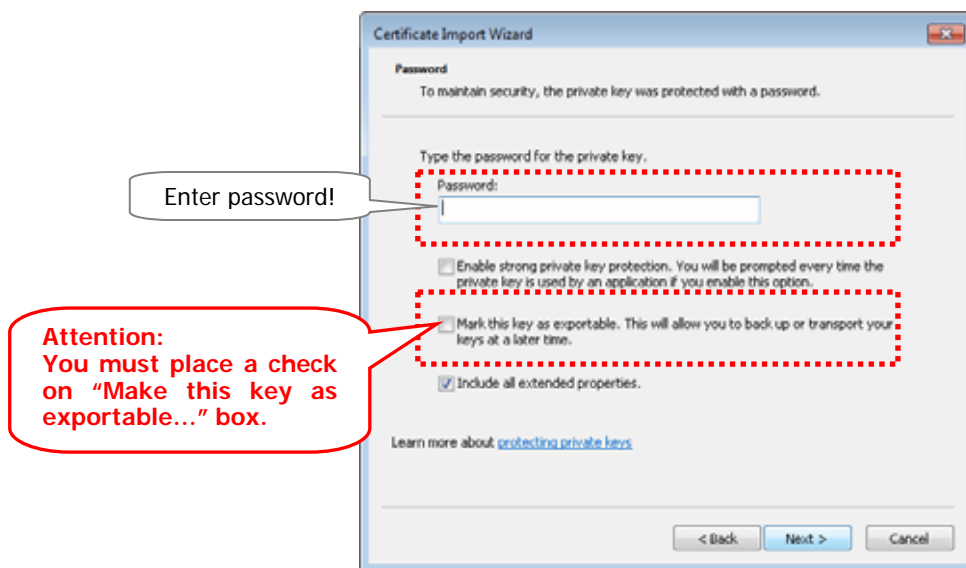 Certificate Import Wizard
Password
To maintain security, the private key was protected with a password.
Type the password for the private key.
Enter password!
Password:
Enable strong private key protection. You will be prompted every time the
private key is used by an application if you enable this option.
Attention:
You must place a check
on “Make this key as
exportable...” box.
Mark this key as exportable. This will allow you to back up or transport your
keys at a later time.
Include all extended properties.
Learn more about protecting private keys
< Back
Next >
Cancel